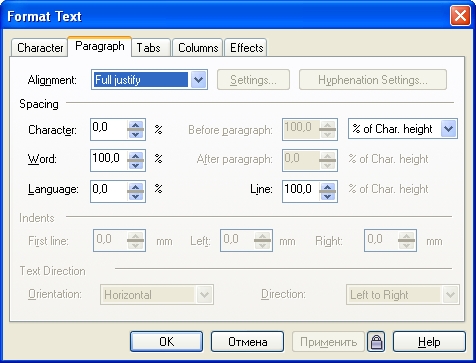 Format Text
Character Paragraph Tabs Columns Effects
Alignment: Full justify Settings... Hyphenation Settings...
Spacing
Character: 0,0 % Before paragraph: 100,0 % of Char. height
Word: 100,0 % After paragraph: 0,0 % of Char. height
Language: 0,0 % Line: 100,0 % of Char. height
Indents
First line: 0,0 mm Left: 0,0 mm Right: 0,0 mm
Text Direction
Orientation: Horizontal Direction: Left to Right
OK Отмена Применить Help